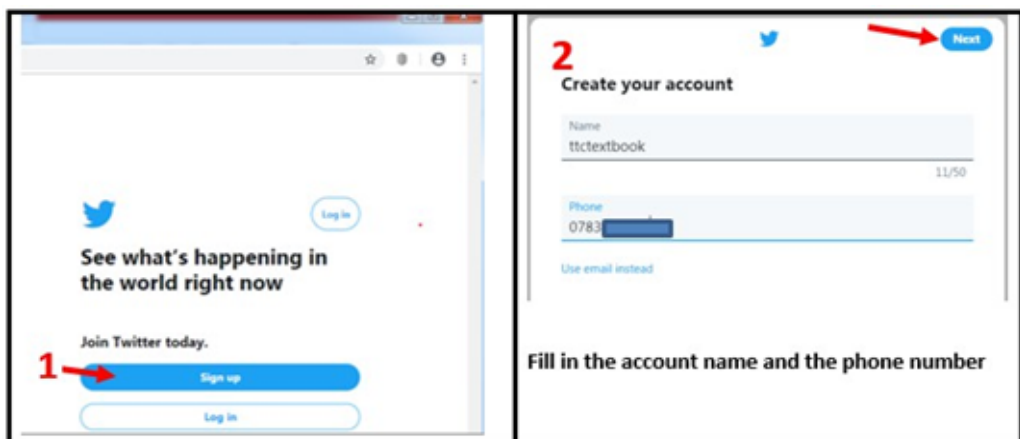 Log in
See what's happening in
the world right now
Join Twitter today.
1
Sign up
Log in
2
Next
Create your account
Name
ttctextbook
11/50
Phone
0783
Use email instead
Fill in the account name and the phone number